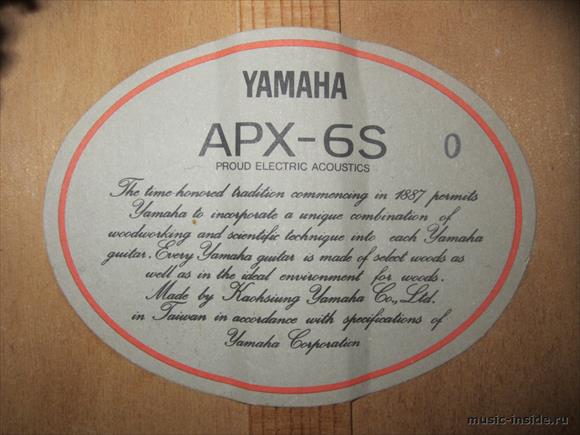 YAMAHA
APX-6S 0
PROUD ELECTRIC ACOUSTICS
The time-honored tradition commencing in 1887 permits
Yamaha to incorporate a unique combination of
woodworking and scientific technique into each Yamaha
guitar. Every Yamaha guitar is made of select woods as
well as in the ideal environment for woods.
Made by Kaohsiung Yamaha Co., Ltd.
in Taiwan in accordance with specifications of
Yamaha Corporation
music-inside.ru